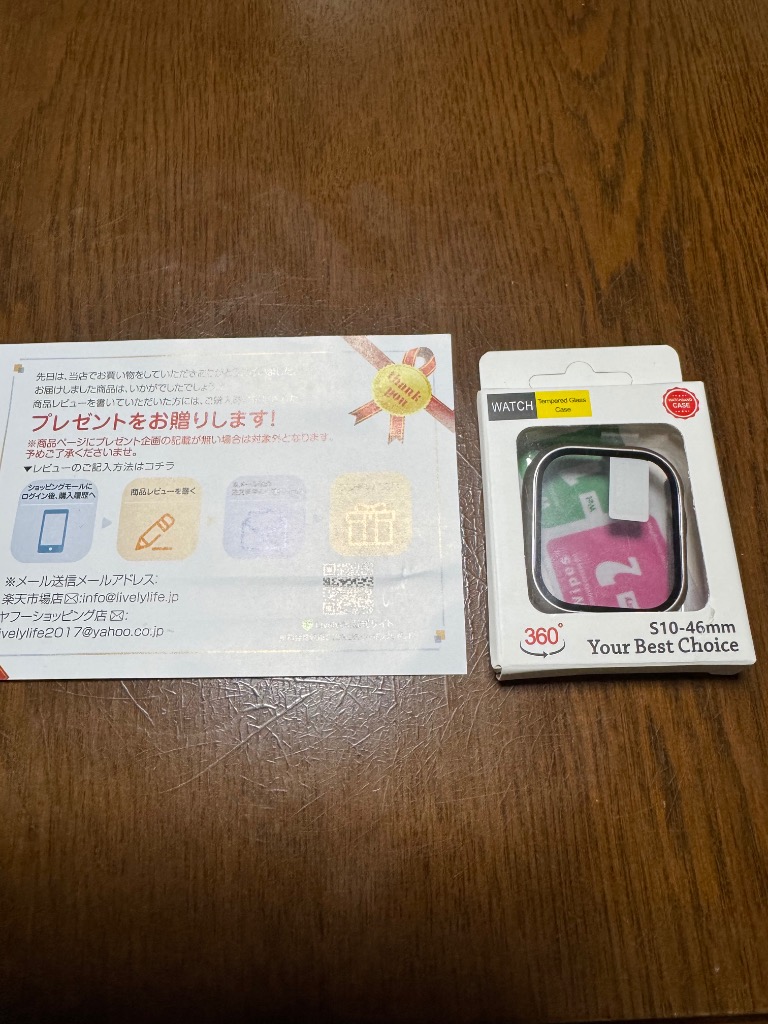 先日は、当店でお買い物をしていただき
お届けしました商品は、いかがでしたでしょ
商品レビューを書いていただいた方には、
プレゼントをお贈りします!
※商品ページにプレゼント企画の記載が無い場合は対象外となります。
予めご了承くださいませ。
▼レビューのご記入方法はコチラ
ショッピングモールに
ログイン後、購入履歴へ
商品レビューを書く
※メール送信メールアドレス:
楽天市場店✉:info@livelylife.jp
ヤフーショッピング店✉:
ivelylife2017@yahoo.co.jp
thank
you
WATCH
Tempered Glass
Case
CASE
Wet
2
ipes
360°
S10-46mm
Your Best Choice